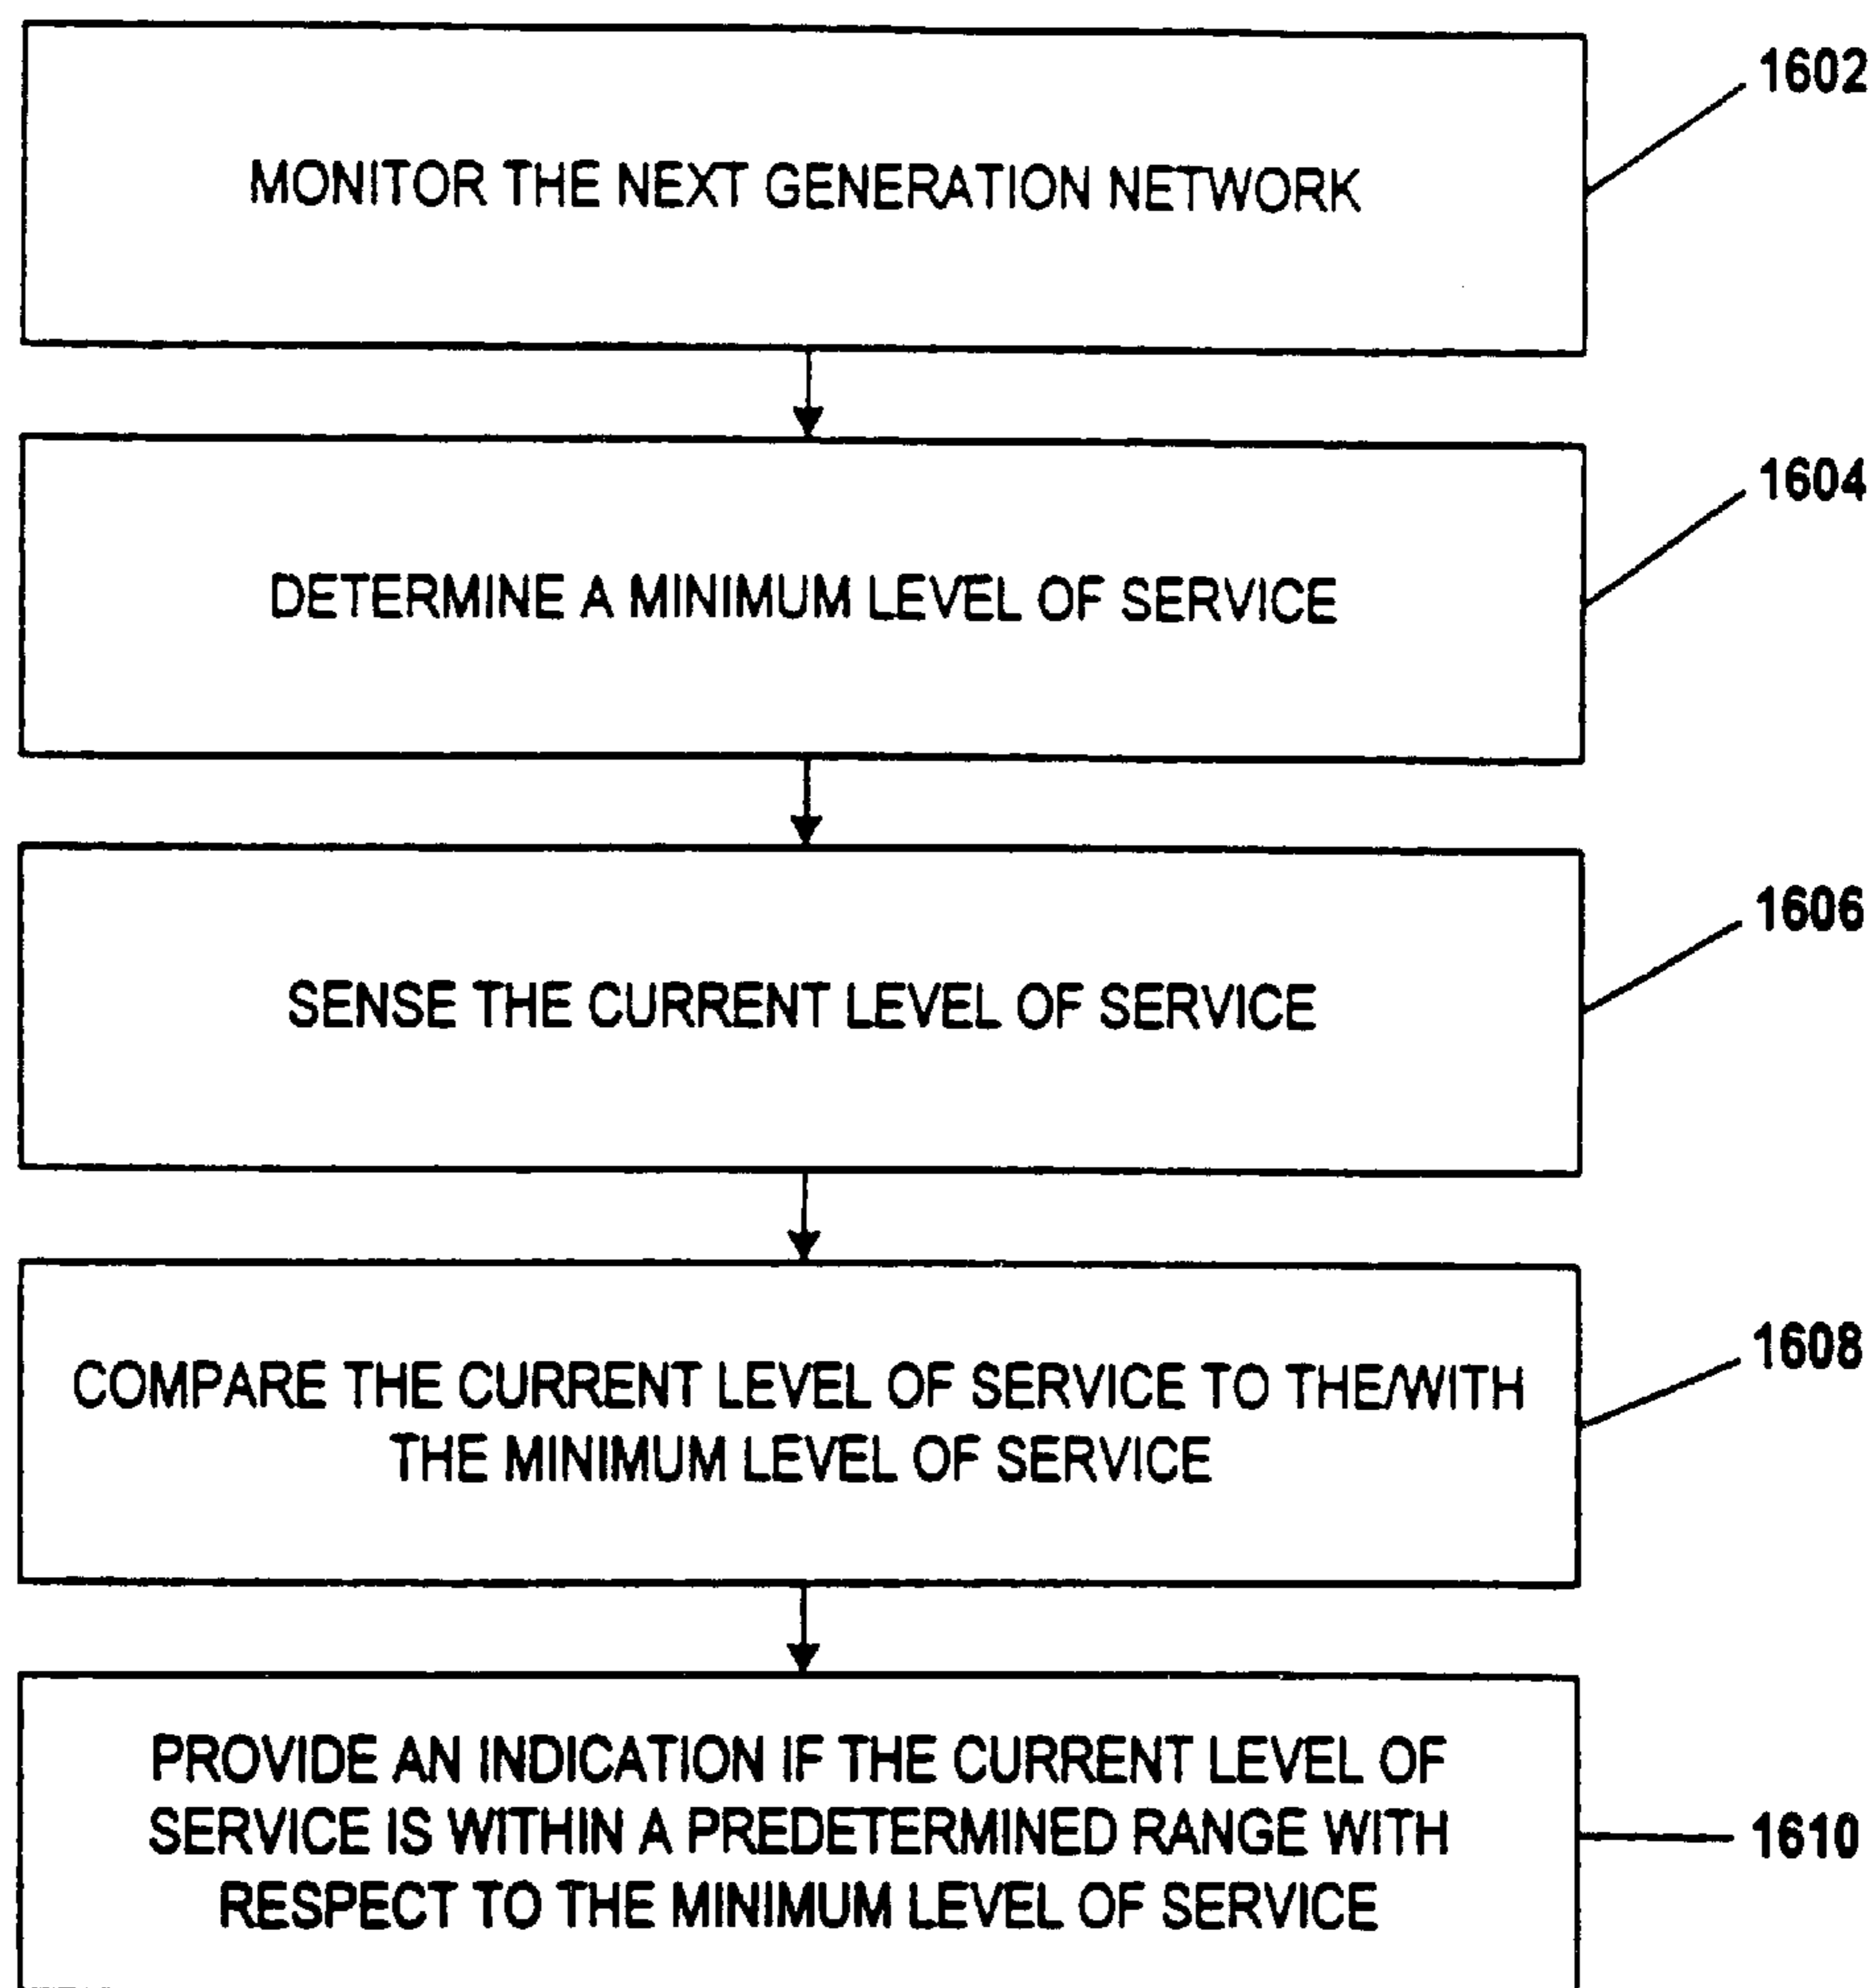 1602
MONITOR THE NEXT GENERATION NETWORK
1604
DETERMINE A MINIMUM LEVEL OF SERVICE
1606
SENSE THE CURRENT LEVEL OF SERVICE
1608
COMPARE THE CURRENT LEVEL OF SERVICE TO THE/WITH
THE MINIMUM LEVEL OF SERVICE
PROVIDE AN INDICATION IF THE CURRENT LEVEL OF
SERVICE IS WITHIN A PREDETERMINED RANGE WITH
1610
RESPECT TO THE MINIMUM LEVEL OF SERVICE